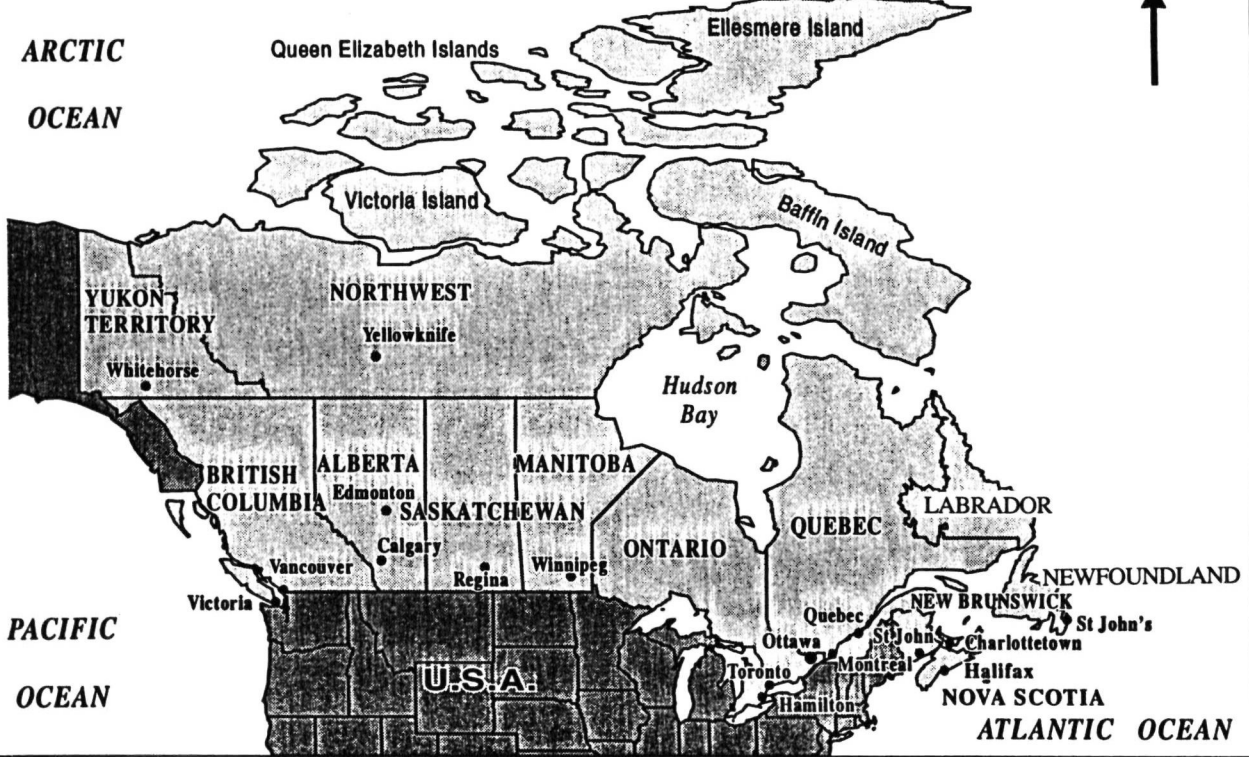 Ellesmere Island
ARCTIC
OCEAN
Queen Elizabeth Islands
Victoria Island
Baffin Island
YUKON
TERRITORY
NORTHWEST
Yellowknife
Whitehorse
Hudson
Bay
BRITISH
COLUMBIA
ALBERTA
Edmonton
SASKATCHEWAN
MANITOBA
Calgary
Regina
Winnipeg
ONTARIO
QUEBEC
LABRADOR
NEWFOUNDLAND
Vancouver
Victoria
NEW BRUNSWICK
Quebec
St John's
St John
Charlottetown
Ottawa
Montreal
Toronto
Halifax
Hamilton
NOVA SCOTIA
PACIFIC
OCEAN
U.S.A.
ATLANTIC OCEAN